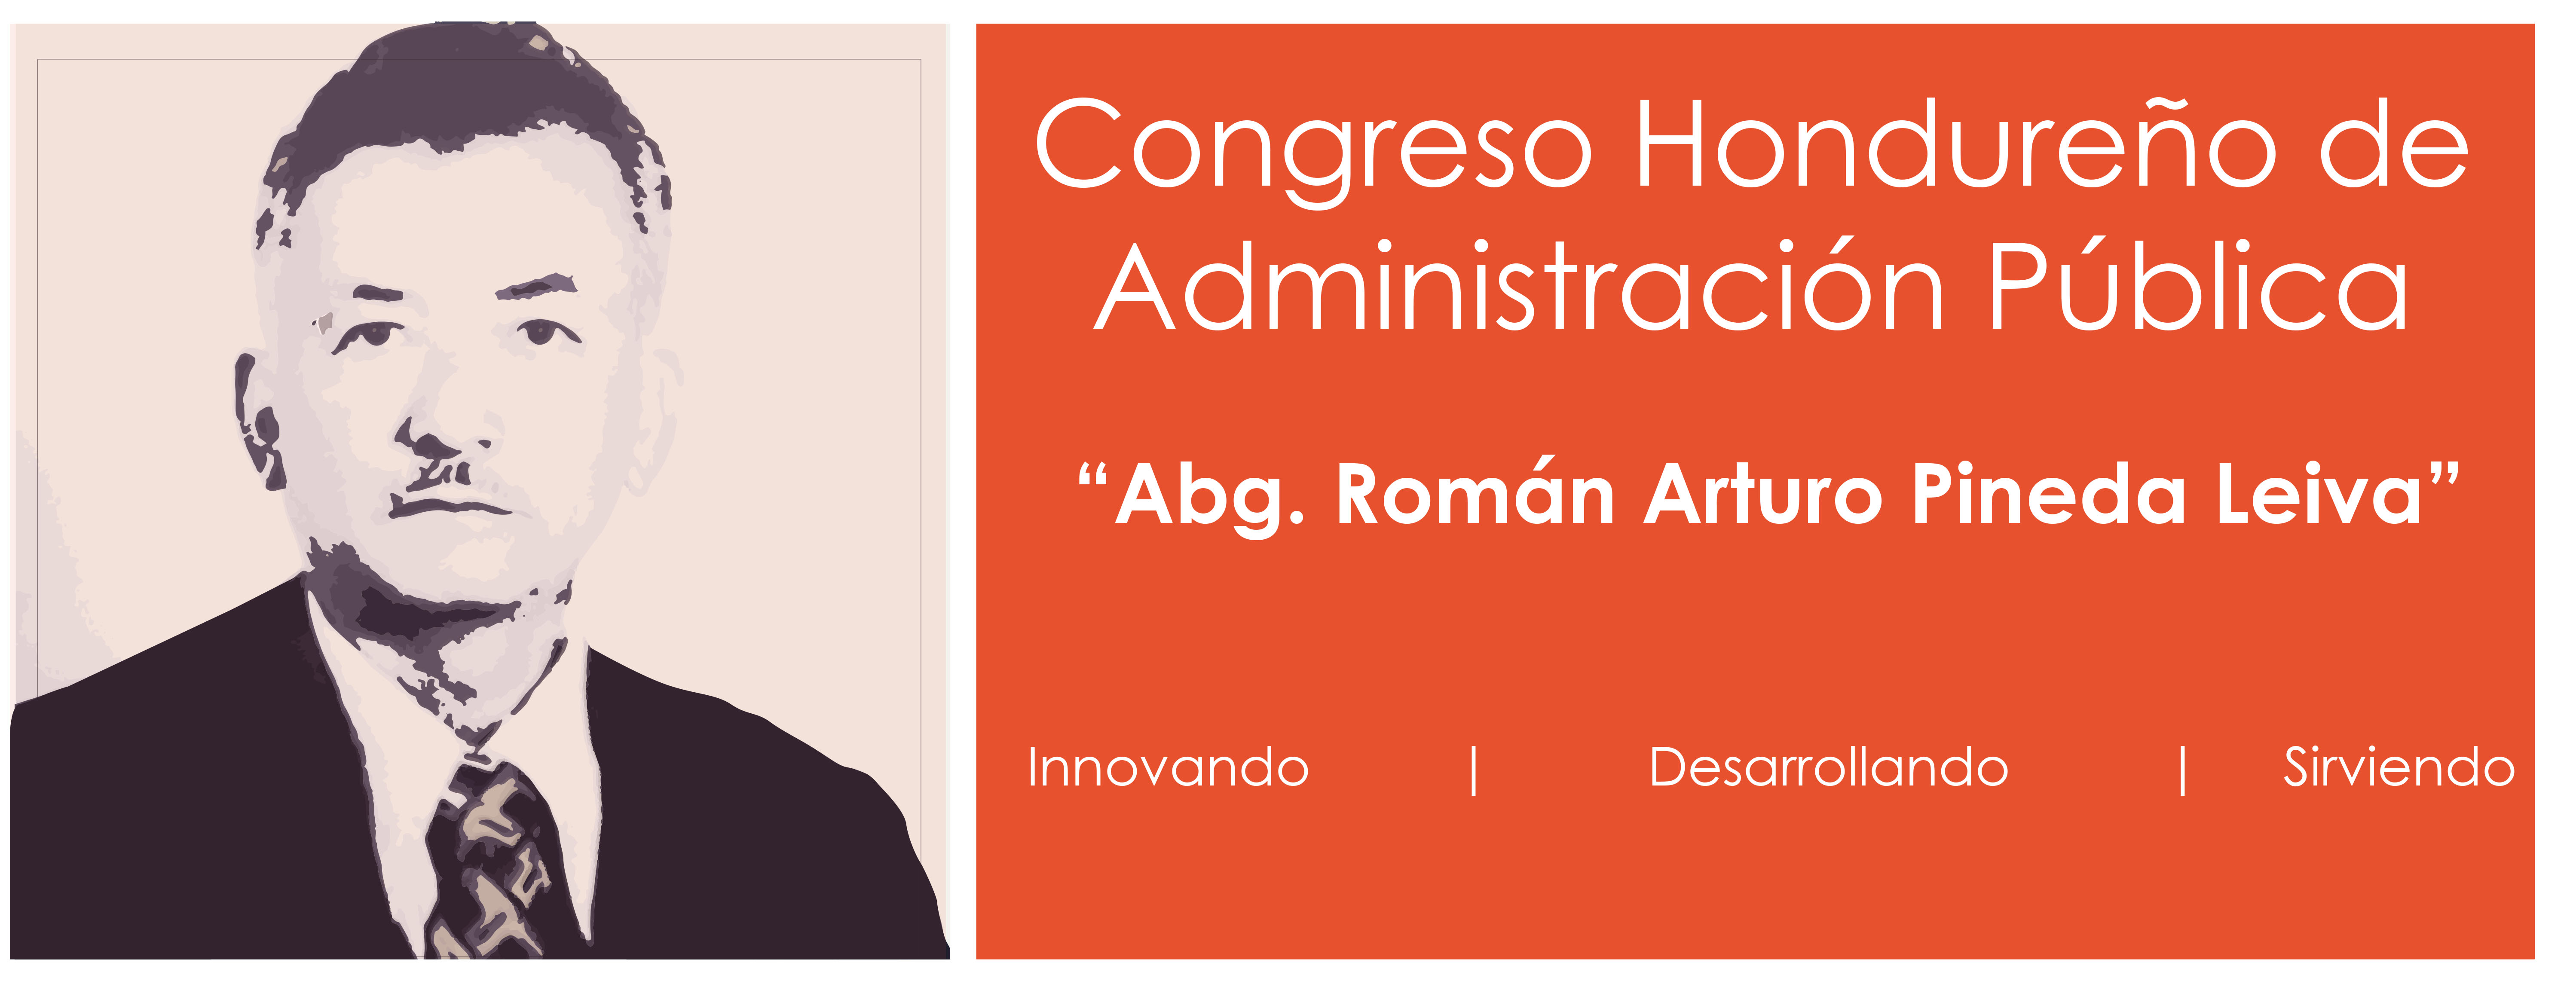 Congreso Hondureño de
Administración Pública
“Abg. Román Arturo Pineda Leiva”
Innovando | Desarrollando | Sirviendo